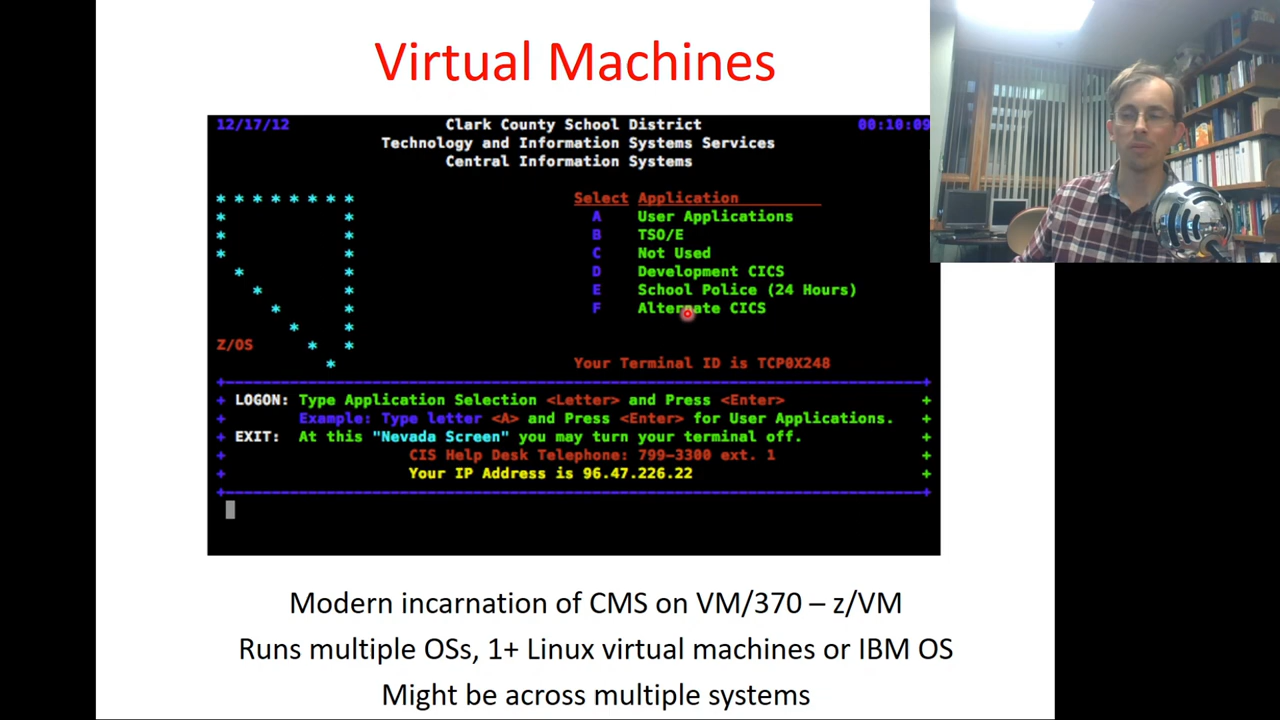 Virtual Machines
12/17/12 Clark County School District 00:10:09
Technology and Information Systems Services
Central Information Systems
* * * * * * * * Select Application
* * A User Applications
* * B TSO/E
* * C Not Used
* * D Development CICS
* * E School Police (24 Hours)
* * F Alternate CICS
* *
Z/OS * *
* Your Terminal ID is TCP0X248
+ +
+ LOGON: Type Application Selection <Letter> and Press <Enter> +
+ Example: Type letter <A> and Press <Enter> for User Applications. +
+ EXIT: At this "Nevada Screen" you may turn your terminal off. +
+ CIS Help Desk Telephone: 799-3300 ext. 1 +
+ Your IP Address is 96.47.226.22 +
+ +
Modern incarnation of CMS on VM/370 – z/VM
Runs multiple OSs, 1+ Linux virtual machines or IBM OS
Might be across multiple systems